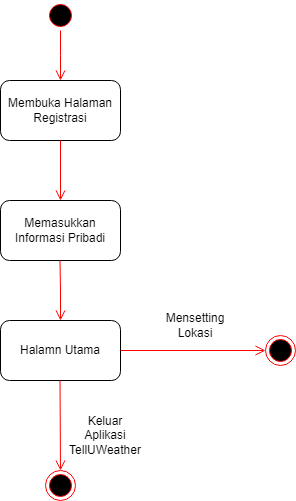 Membuka Halaman
Registrasi
Memasukkan
Informasi Pribadi
Halamn Utama
Mensetting
Lokasi
Keluar
Aplikasi
TellUWeather